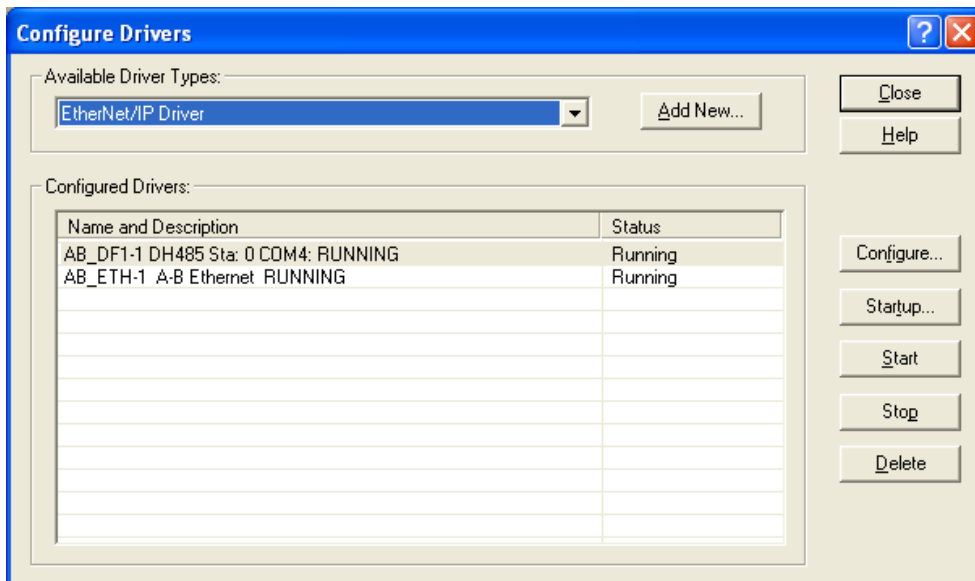 Configure Drivers
Available Driver Types:
EtherNet/IP Driver
Add New...
Close
Help
Configured Drivers:
Name and Description Status
AB_DF1-1 DH485 Sta: 0 COM4: RUNNING Running
AB_ETH-1 A-B Ethernet RUNNING Running
Configure...
Startup...
Start
Stop
Delete